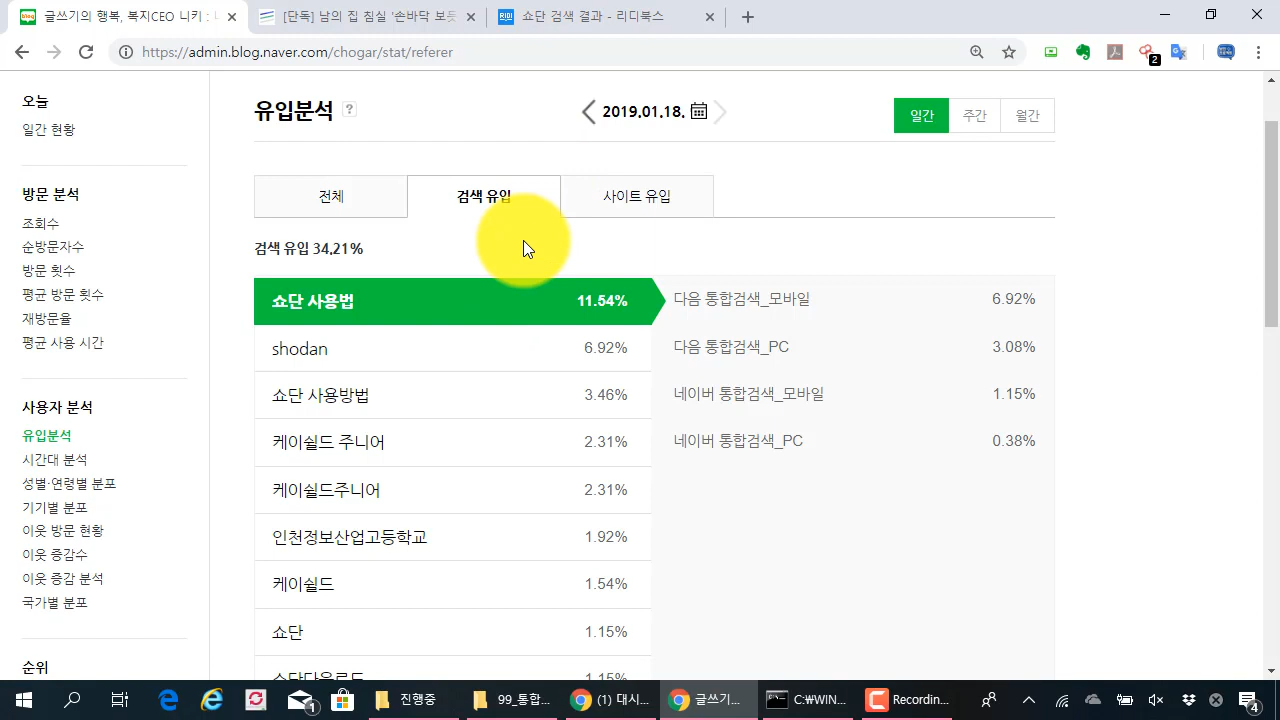 글쓰기의 행복, 복지CEO 니키 :
[단독] 남의 집 침실 '손바닥 보듯
쇼단 검색 결과 - 리디북스
https://admin.blog.naver.com/chogar/stat/referer
2
오늘
일간 현황
방문 분석
조회수
순방문자수
방문 횟수
평균 방문 횟수
재방문율
평균 사용 시간
사용자 분석
유입분석
시간대 분석
성별·연령별 분포
기기별 분포
이웃 방문 현황
이웃 증감수
이웃 증감 분석
국가별 분포
순위
유입분석 ?
2019.01.18.
일간 주간 월간
전체 검색 유입 사이트 유입
검색 유입 34.21%
쇼단 사용법 11.54%
shodan 6.92%
쇼단 사용방법 3.46%
케이쉴드 주니어 2.31%
케이쉴드주니어 2.31%
인천정보산업고등학교 1.92%
케이쉴드 1.54%
쇼단 1.15%
쇼단다운로드 1.15%
다음 통합검색_모바일 6.92%
다음 통합검색_PC 3.08%
네이버 통합검색_모바일 1.15%
네이버 통합검색_PC 0.38%
1
진행중
99_통합...
(1) 대시...
글쓰기...
C:₩WIN...
Recordin...
4